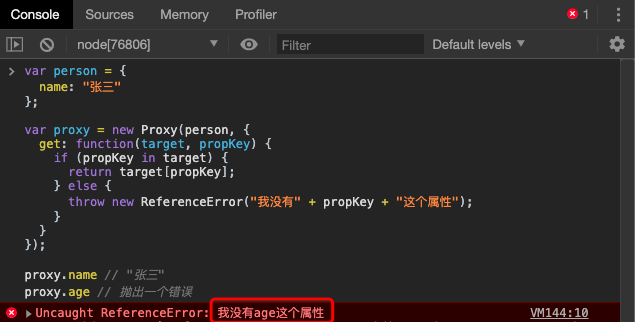 Console Sources Memory Profiler 1
node[76806] Filter Default levels
var person = {
name: "张三"
};
var proxy = new Proxy(person, {
get: function(target, propKey) {
if (propKey in target) {
return target[propKey];
} else {
throw new ReferenceError("我没有" + propKey + "这个属性");
}
}
});
proxy.name // "张三"
proxy.age // 抛出一个错误
Uncaught ReferenceError: 我没有age这个属性 VM144:10